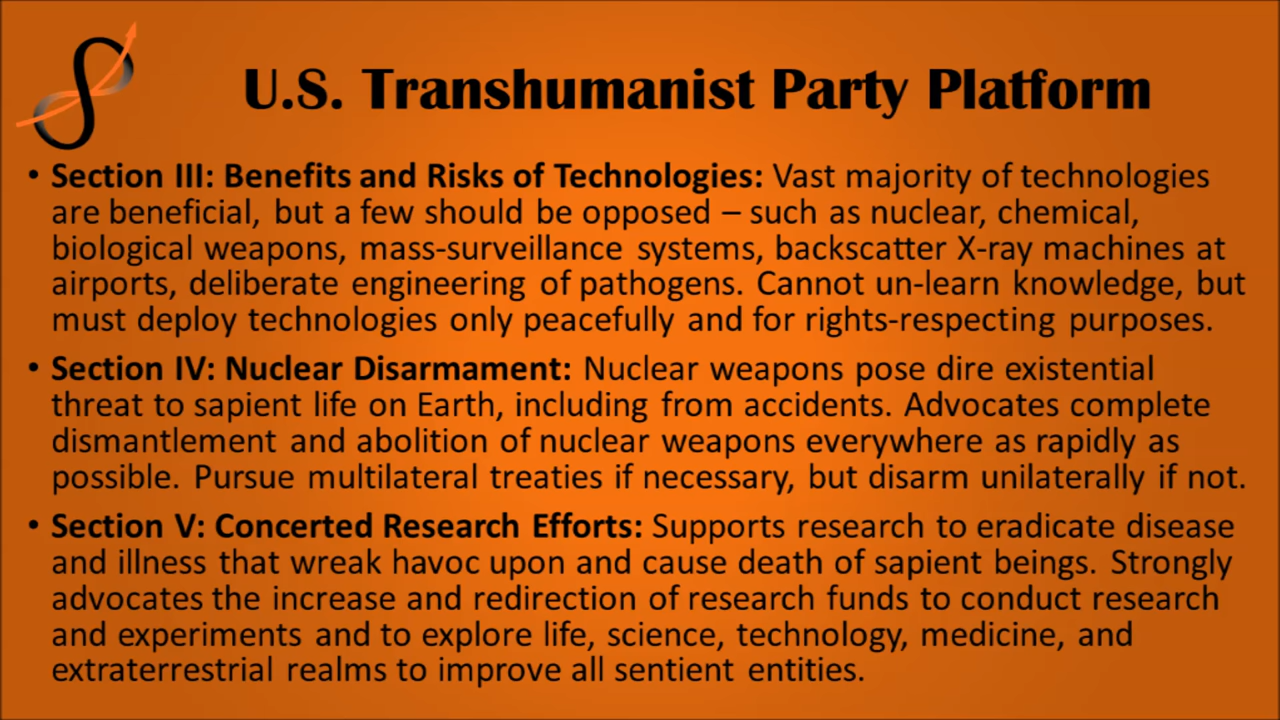 U.S. Transhumanist Party Platform
• Section III: Benefits and Risks of Technologies: Vast majority of technologies
are beneficial, but a few should be opposed – such as nuclear, chemical,
biological weapons, mass-surveillance systems, backscatter X-ray machines at
airports, deliberate engineering of pathogens. Cannot un-learn knowledge, but
must deploy technologies only peacefully and for rights-respecting purposes.
• Section IV: Nuclear Disarmament: Nuclear weapons pose dire existential
threat to sapient life on Earth, including from accidents. Advocates complete
dismantlement and abolition of nuclear weapons everywhere as rapidly as
possible. Pursue multilateral treaties if necessary, but disarm unilaterally if not.
• Section V: Concerted Research Efforts: Supports research to eradicate disease
and illness that wreak havoc upon and cause death of sapient beings. Strongly
advocates the increase and redirection of research funds to conduct research
and experiments and to explore life, science, technology, medicine, and
extraterrestrial realms to improve all sentient entities.